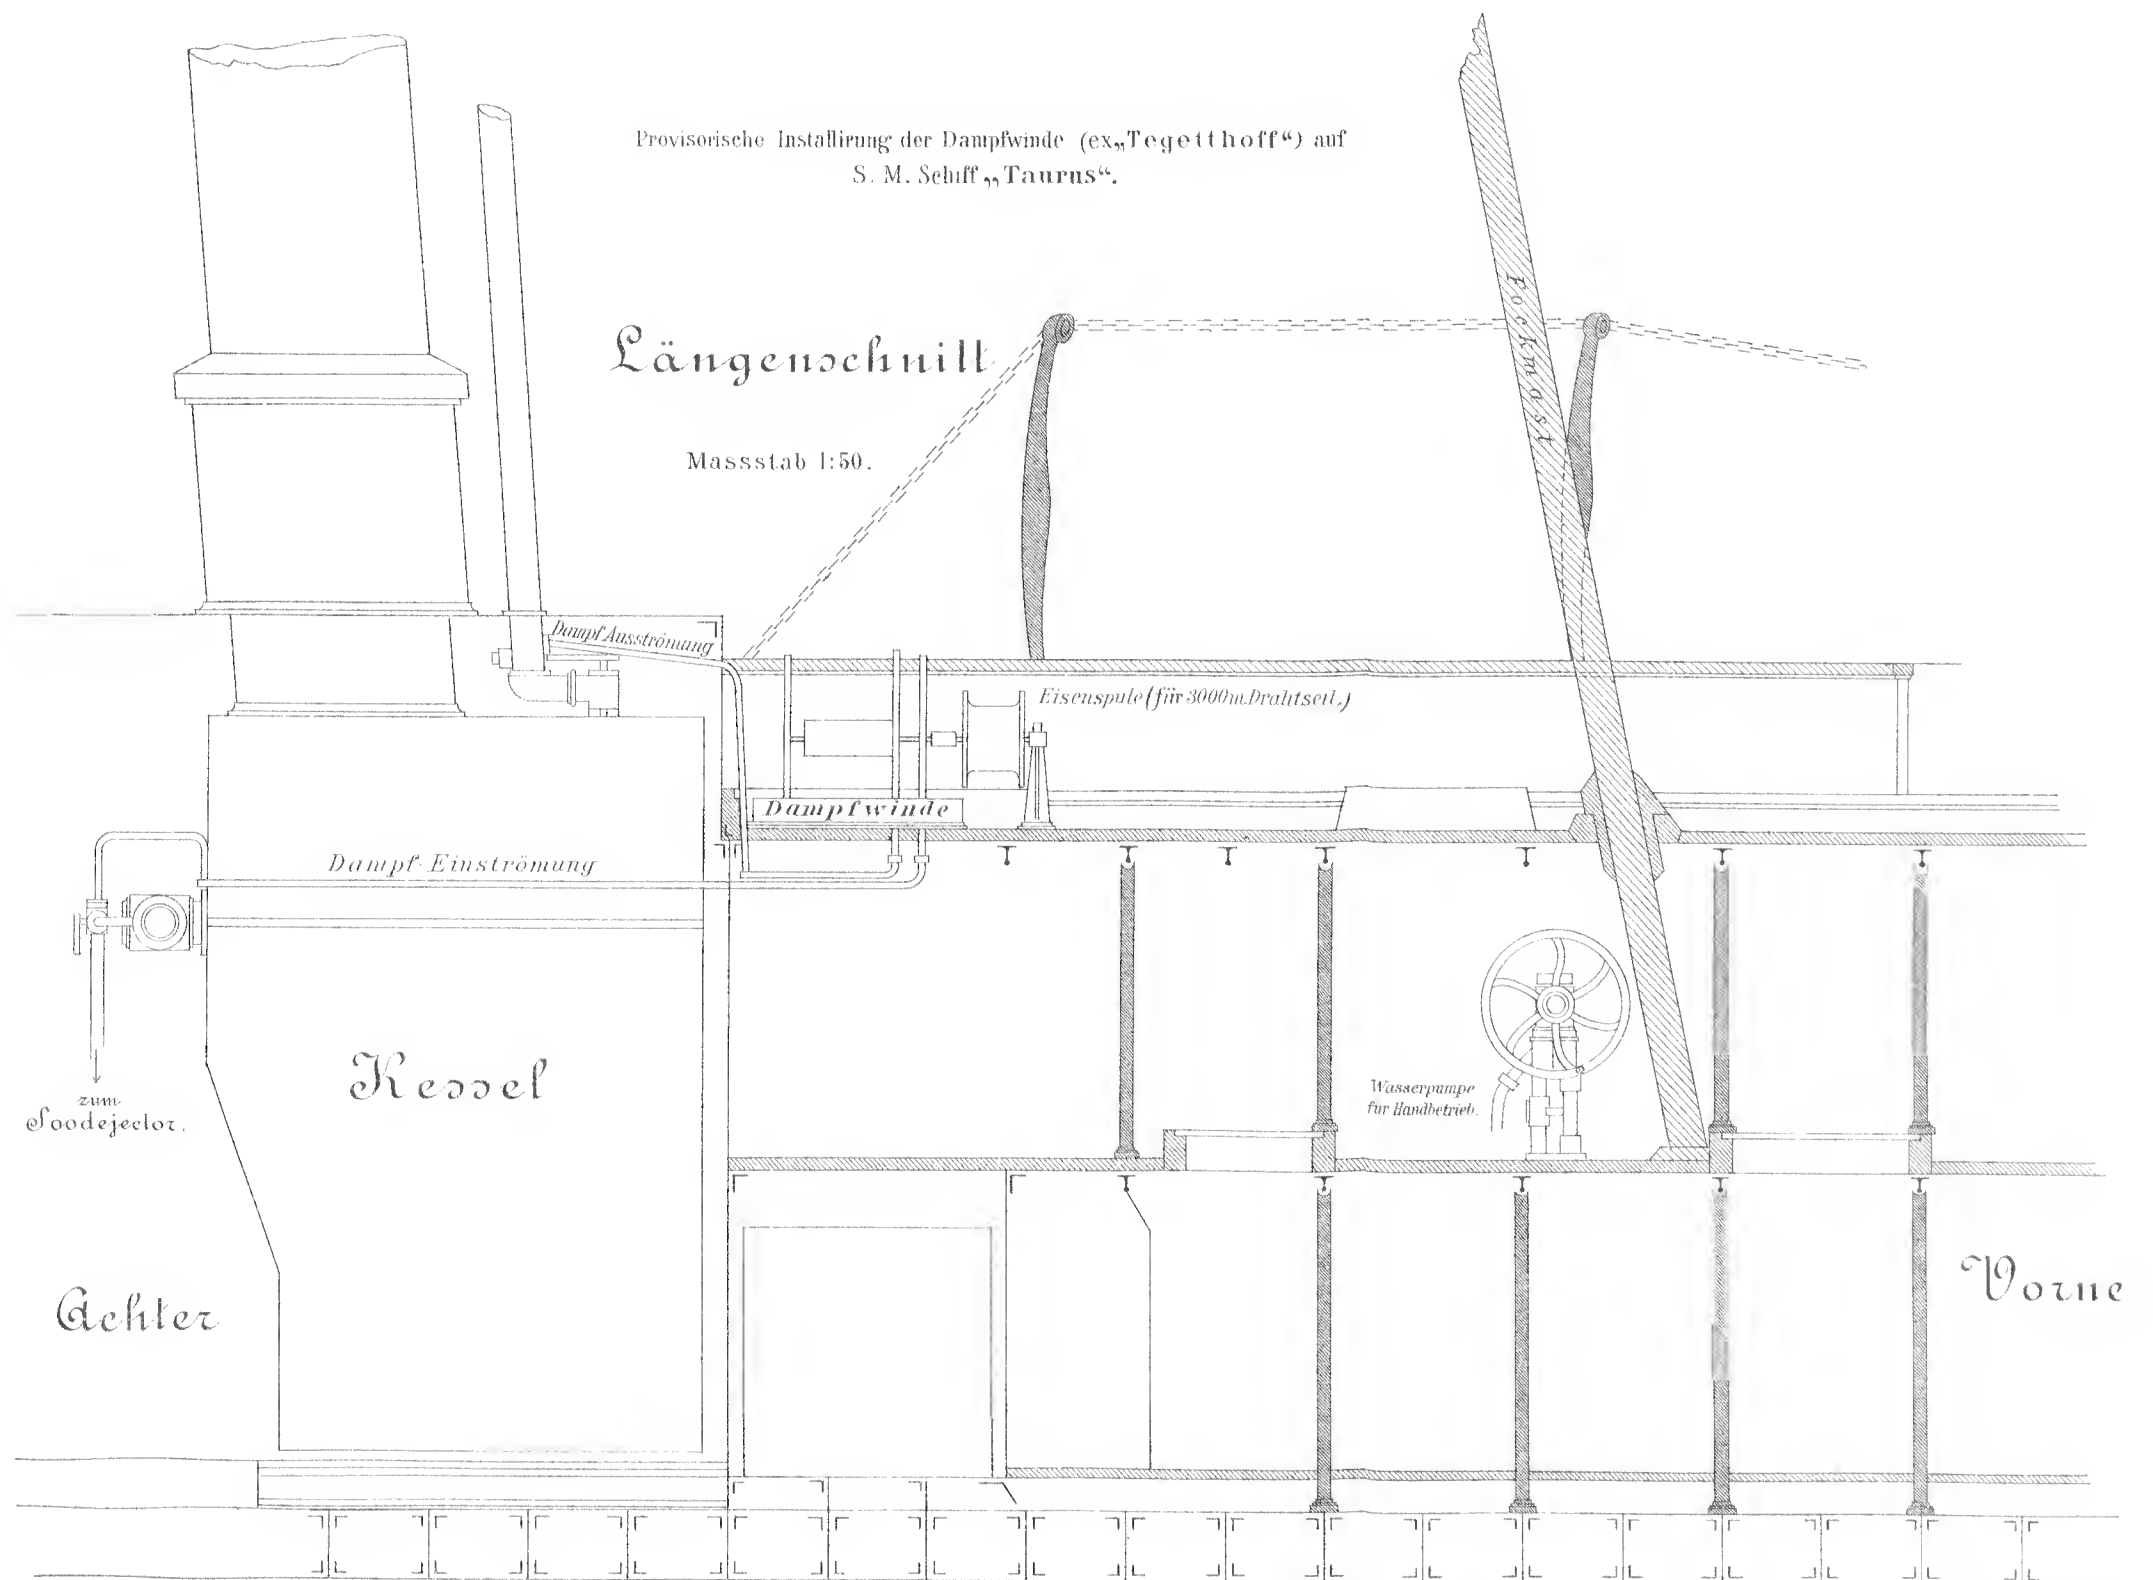 Provisorische Installirung der Dampfwinde (ex„Tegetthoff“) auf
S. M. Schiff „Taurus“.
Längenschnitt
Massstab 1:50.
Fockmast
Dampf Ausströmung
Eisenspule (für 3000m. Drahtseil.)
Dampfwinde
Dampf-Einströmung
Kessel
zum
Soodejector.
Wasserpumpe
für Handbetrieb.
Achter
Vorne